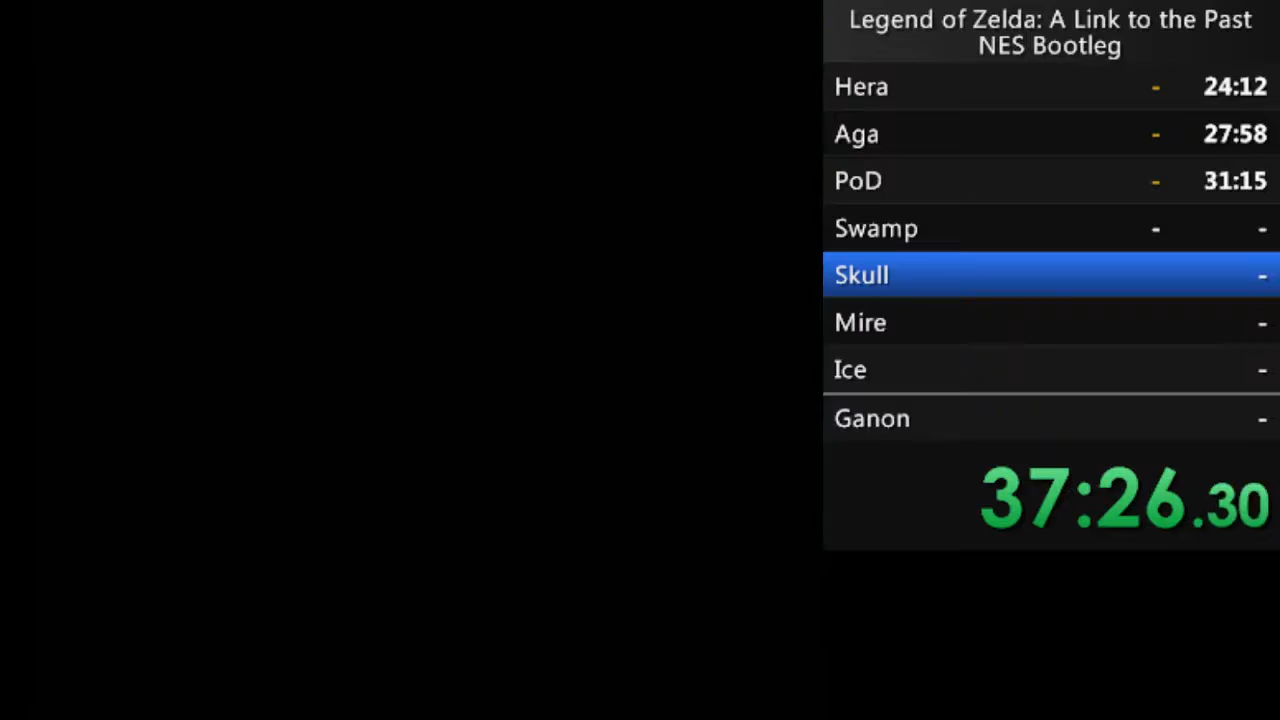 Legend of Zelda: A Link to the Past
NES Bootleg
Hera - 24:12
Aga - 27:58
PoD - 31:15
Swamp - -
Skull -
Mire -
Ice -
Ganon -
37:26.30